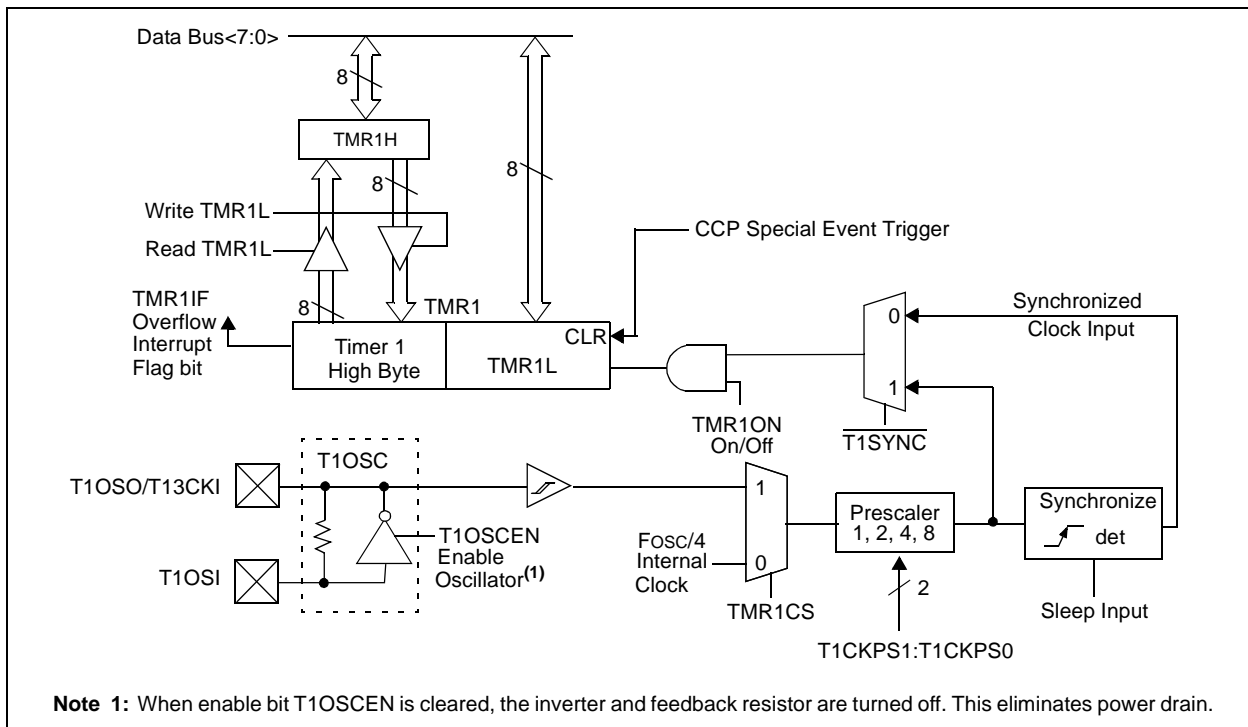 Data Bus<7:0>
8
TMR1H
8
8
Write TMR1L
Read TMR1L
CCP Special Event Trigger
TMR1IF
Overflow
Interrupt
Flag bit
8
TMR1
Timer 1
High Byte
TMR1L
CLR
TMR1ON
On/Off
0
1
T1SYNC
Synchronized
Clock Input
T1OSC
T1OSO/T13CKI
T1OSI
T1OSCEN
Enable
Oscillator(1)
FOSC/4
Internal
Clock
1
0
TMR1CS
Prescaler
1, 2, 4, 8
2
T1CKPS1:T1CKPS0
Synchronize
det
Sleep Input
Note 1: When enable bit T1OSCEN is cleared, the inverter and feedback resistor are turned off. This eliminates power drain.